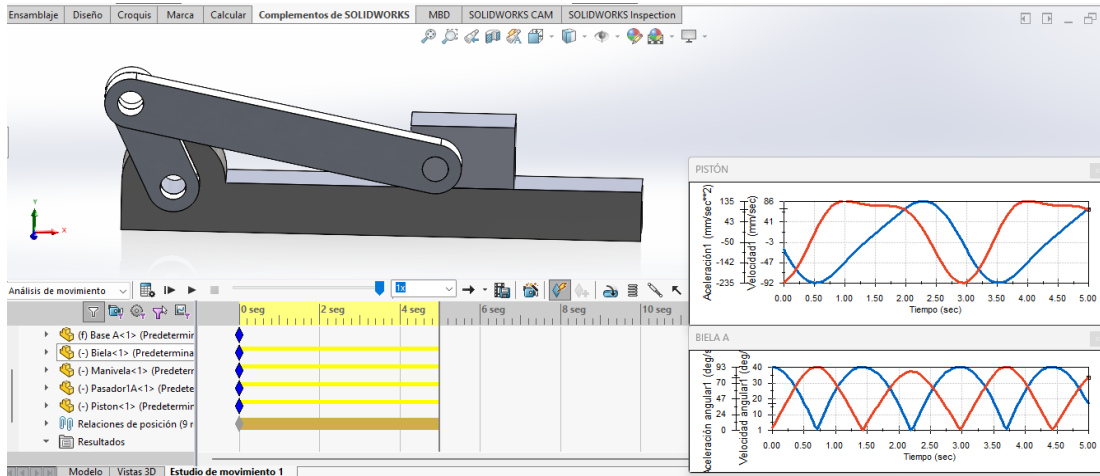 Ensamblaje Diseño Croquis Marca Calcular Complementos de SOLIDWORKS MBD SOLIDWORKS CAM SOLIDWORKS Inspection
Y
X
PISTÓN
Aceleración1 (mm/sec**2)
135
43
-50
-142
-235
Velocidad1 (mm/sec)
86
41
-3
-47
-92
0.00 0.50 1.00 1.50 2.00 2.50 3.00 3.50 4.00 4.50 5.00
Tiempo (sec)
Análisis de movimiento
1x
0 seg 2 seg 4 seg 6 seg 8 seg 10 seg
(f) Base A<1> (Predetermin
(-) Biela<1> (Predetermina
(-) Manivela<1> (Predeterr
(-) Pasador1A<1> (Predete
(-) Piston<1> (Predetermin
Relaciones de posición (9 r
Resultados
BIELA A
Aceleración angular1 (deg/s
93
70
47
24
0
Velocidad angular1 (deg/s
40
30
20
10
1
0.00 0.50 1.00 1.50 2.00 2.50 3.00 3.50 4.00 4.50 5.00
Tiempo (sec)
Modelo Vistas 3D Estudio de movimiento 1